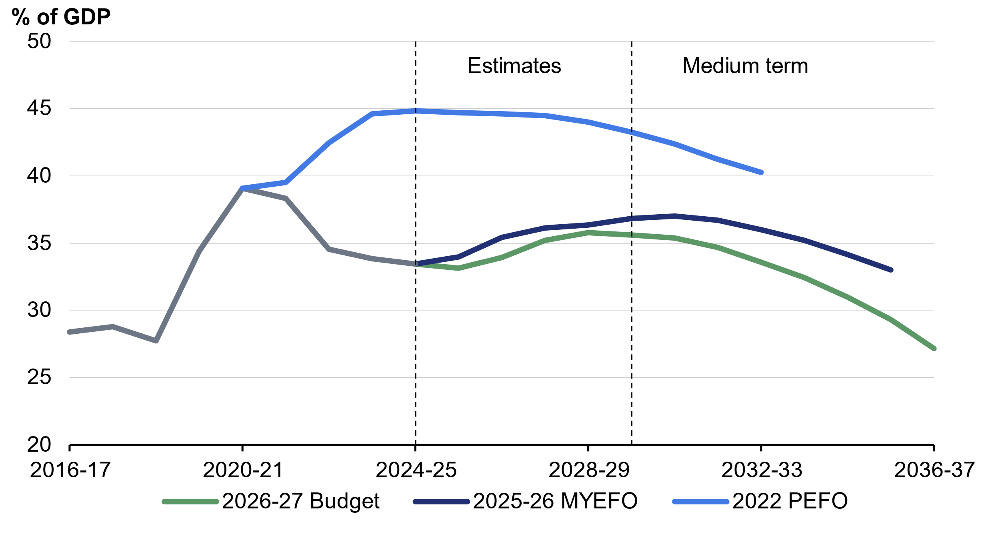 % of GDP
50
Estimates
Medium term
45
40
35
30
25
20
2016-17
2020-21
2024-25
2028-29
2032-33
2036-37
2026-27 Budget
2025-26 MYEFO
2022 PEFO